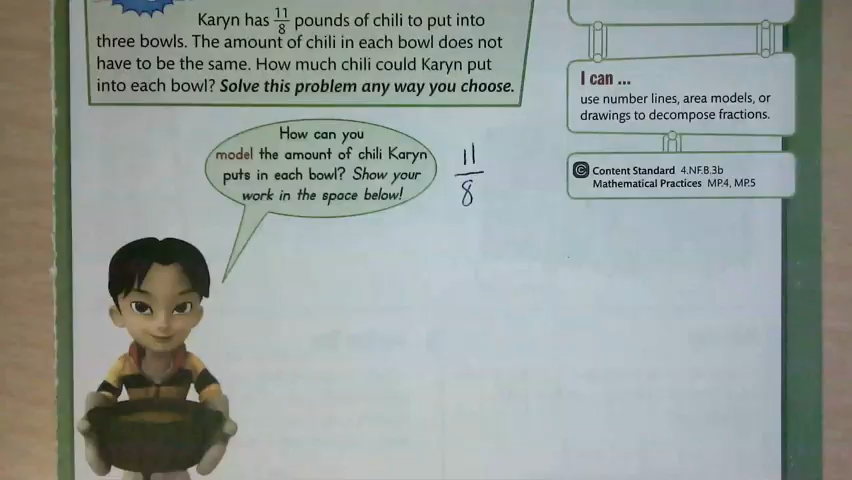 Karyn has 11/8 pounds of chili to put into
three bowls. The amount of chili in each bowl does not
have to be the same. How much chili could Karyn put
into each bowl? Solve this problem any way you choose.
I can ...
use number lines, area models, or
drawings to decompose fractions.
How can you
model the amount of chili Karyn
puts in each bowl? Show your
work in the space below!
11
8
C Content Standard 4.NF.B.3b
Mathematical Practices MP.4, MP.5